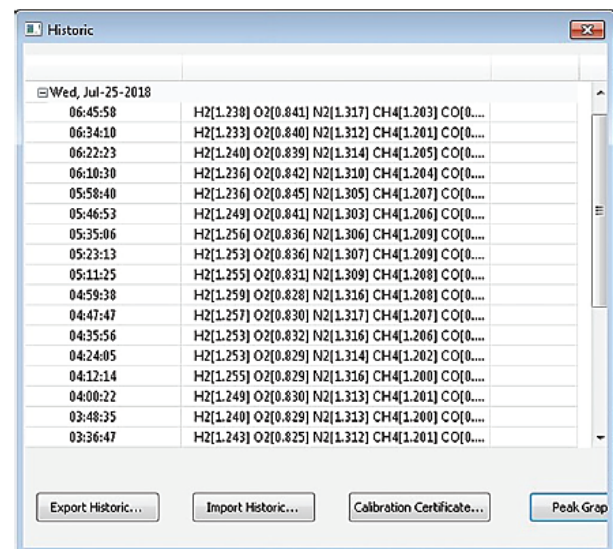 Historic
Wed, Jul-25-2018
06:45:58 H2[1.238] O2[0.841] N2[1.317] CH4[1.203] CO[0....
06:34:10 H2[1.233] O2[0.840] N2[1.312] CH4[1.201] CO[0....
06:22:23 H2[1.240] O2[0.839] N2[1.314] CH4[1.205] CO[0....
06:10:30 H2[1.236] O2[0.842] N2[1.310] CH4[1.204] CO[0....
05:58:40 H2[1.236] O2[0.845] N2[1.305] CH4[1.207] CO[0....
05:46:53 H2[1.249] O2[0.841] N2[1.303] CH4[1.206] CO[0....
05:35:06 H2[1.256] O2[0.836] N2[1.306] CH4[1.209] CO[0....
05:23:13 H2[1.253] O2[0.836] N2[1.307] CH4[1.209] CO[0....
05:11:25 H2[1.255] O2[0.831] N2[1.309] CH4[1.208] CO[0....
04:59:38 H2[1.259] O2[0.828] N2[1.316] CH4[1.208] CO[0....
04:47:47 H2[1.257] O2[0.830] N2[1.317] CH4[1.207] CO[0....
04:35:56 H2[1.253] O2[0.832] N2[1.316] CH4[1.206] CO[0....
04:24:05 H2[1.253] O2[0.829] N2[1.314] CH4[1.202] CO[0....
04:12:14 H2[1.255] O2[0.829] N2[1.316] CH4[1.200] CO[0....
04:00:22 H2[1.249] O2[0.830] N2[1.313] CH4[1.201] CO[0....
03:48:35 H2[1.240] O2[0.829] N2[1.313] CH4[1.200] CO[0....
03:36:47 H2[1.243] O2[0.825] N2[1.312] CH4[1.201] CO[0....
Export Historic... Import Historic... Calibration Certificate... Peak Grap